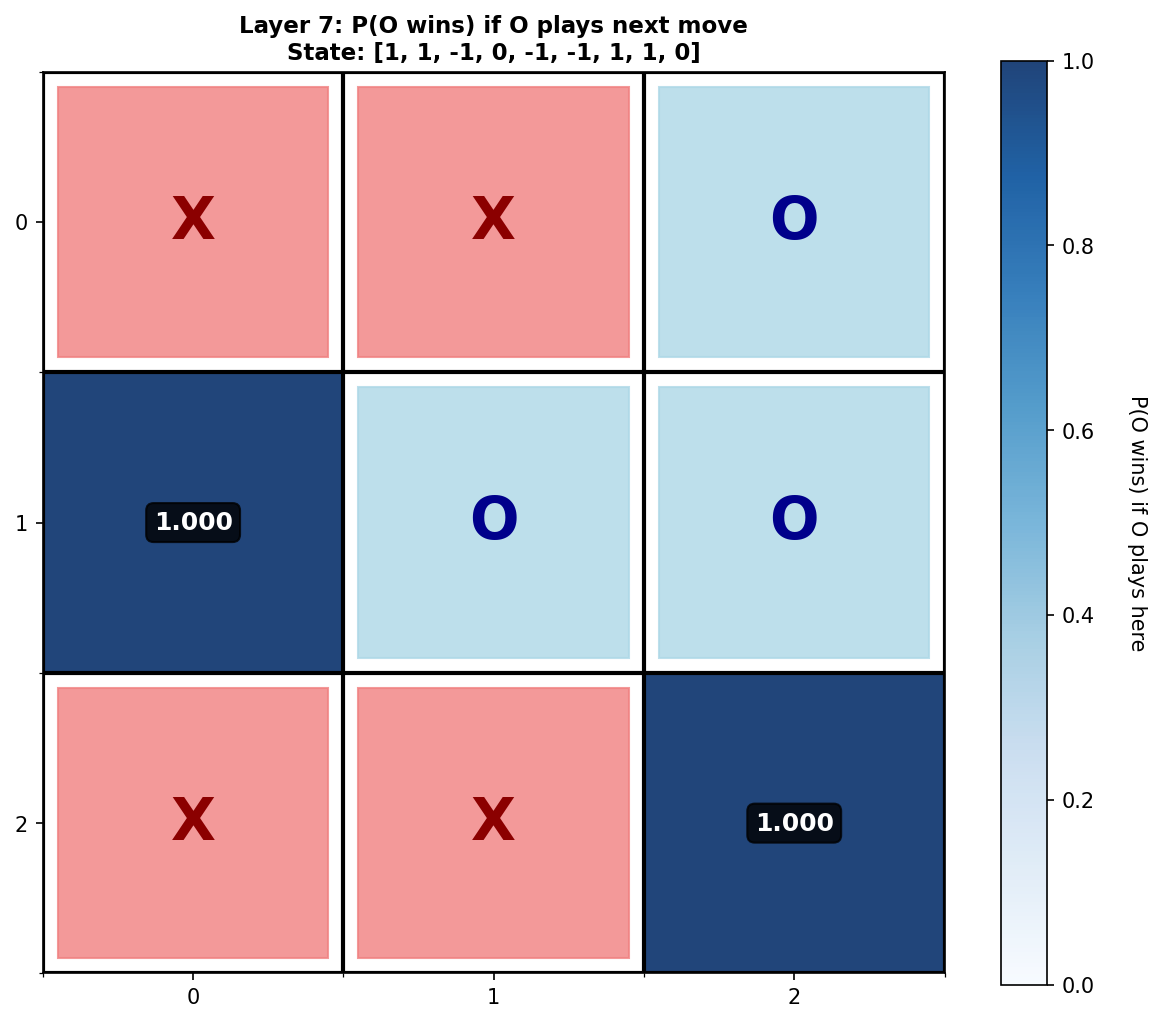 Layer 7: P(O wins) if O plays next move
State: [1, 1, -1, 0, -1, -1, 1, 1, 0]
0
X
X
O
1
1.000
O
O
2
X
X
1.000
0
1
2
1.0
0.8
0.6
0.4
0.2
0.0
P(O wins) if O plays here